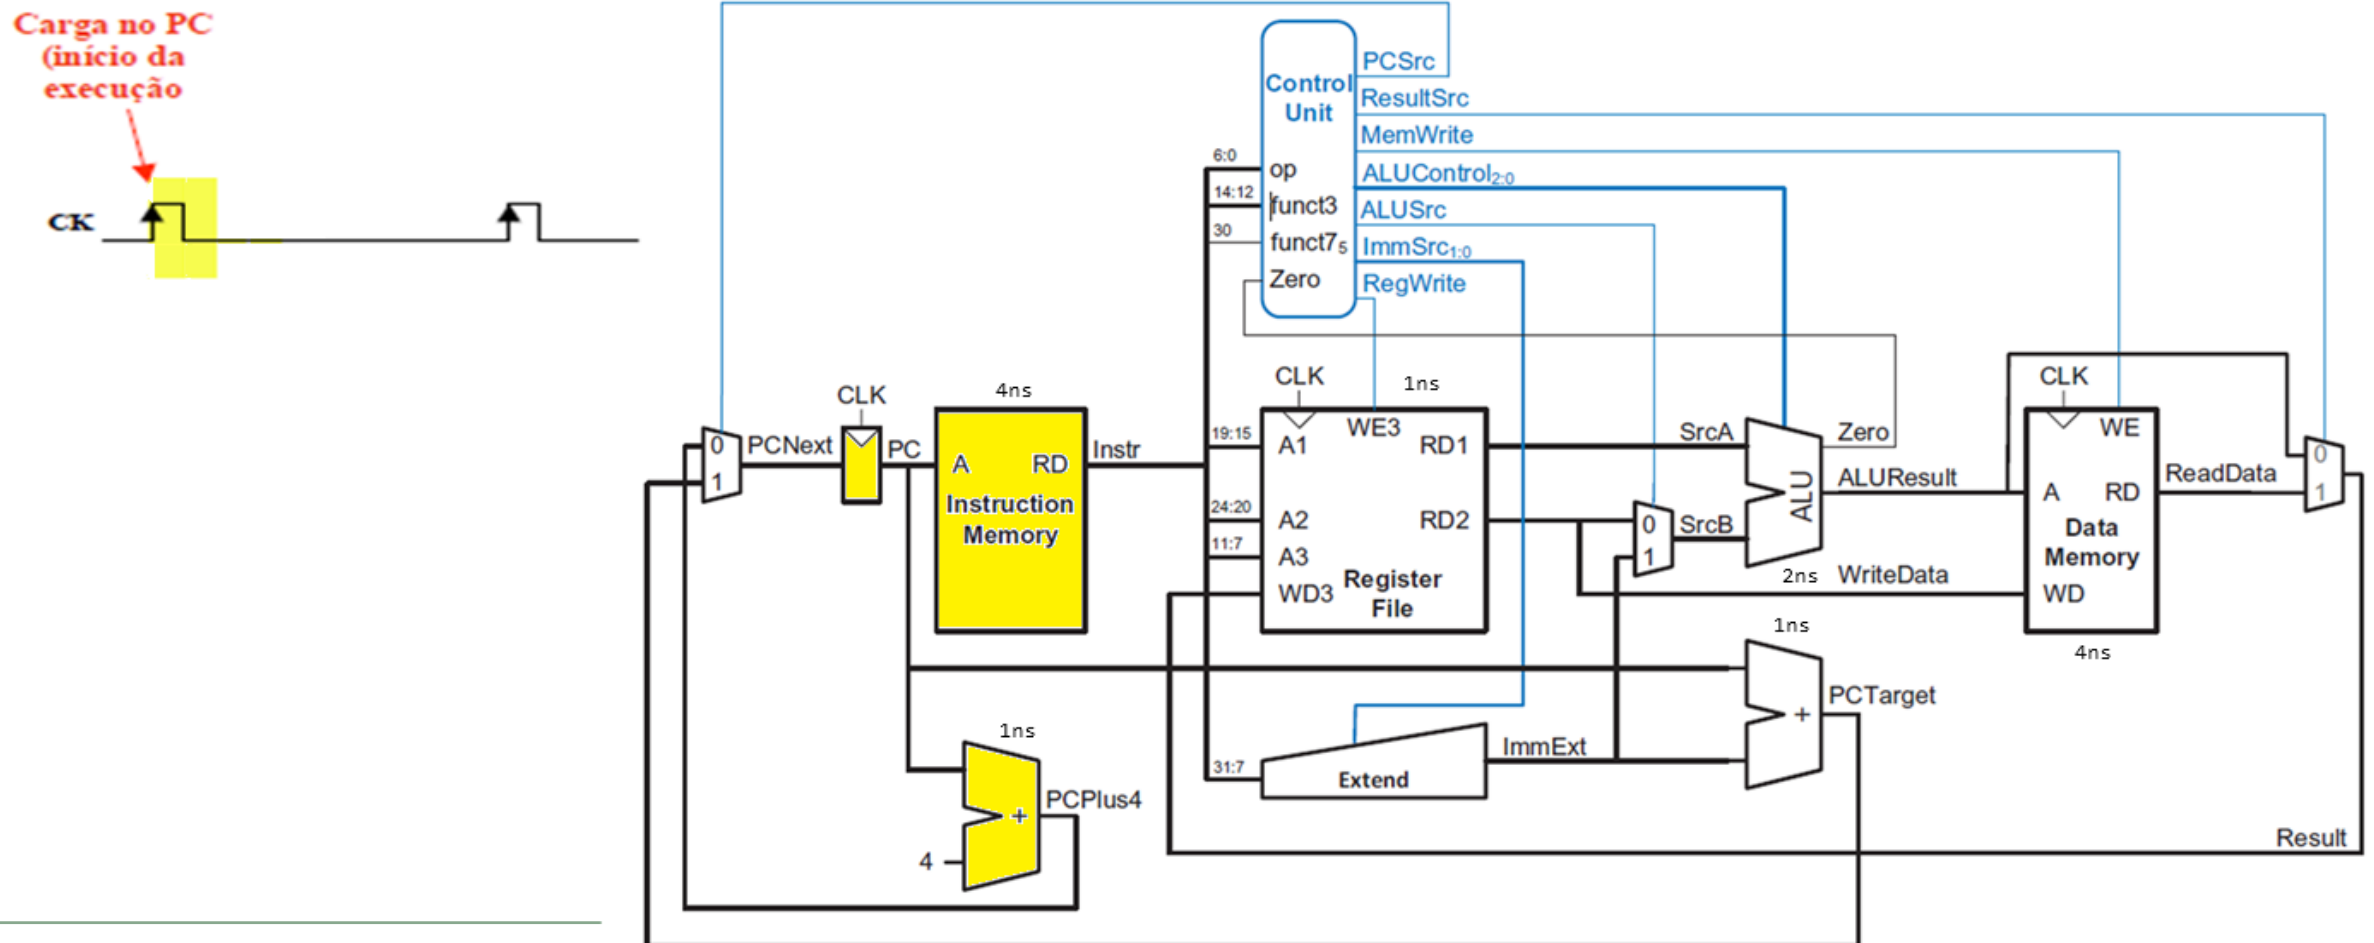 Carga no PC
(início da
execução
CK
Control
Unit
PCSrc
ResultSrc
MemWrite
ALUControl2:0
ALUSrc
ImmSrc1:0
RegWrite
6:0
op
14:12
funct3
30
funct75
Zero
CLK
4ns
CLK
1ns
CLK
0
1
PCNext
PC
A
RD
Instruction
Memory
Instr
19:15
A1
WE3
RD1
24:20
A2
RD2
11:7
A3
WD3
Register
File
SrcA
0
1
SrcB
ALU
Zero
ALUResult
2ns
WriteData
WE
A
RD
Data
Memory
WD
4ns
ReadData
0
1
1ns
+
PCTarget
1ns
+
4
PCPlus4
31:7
Extend
ImmExt
Result